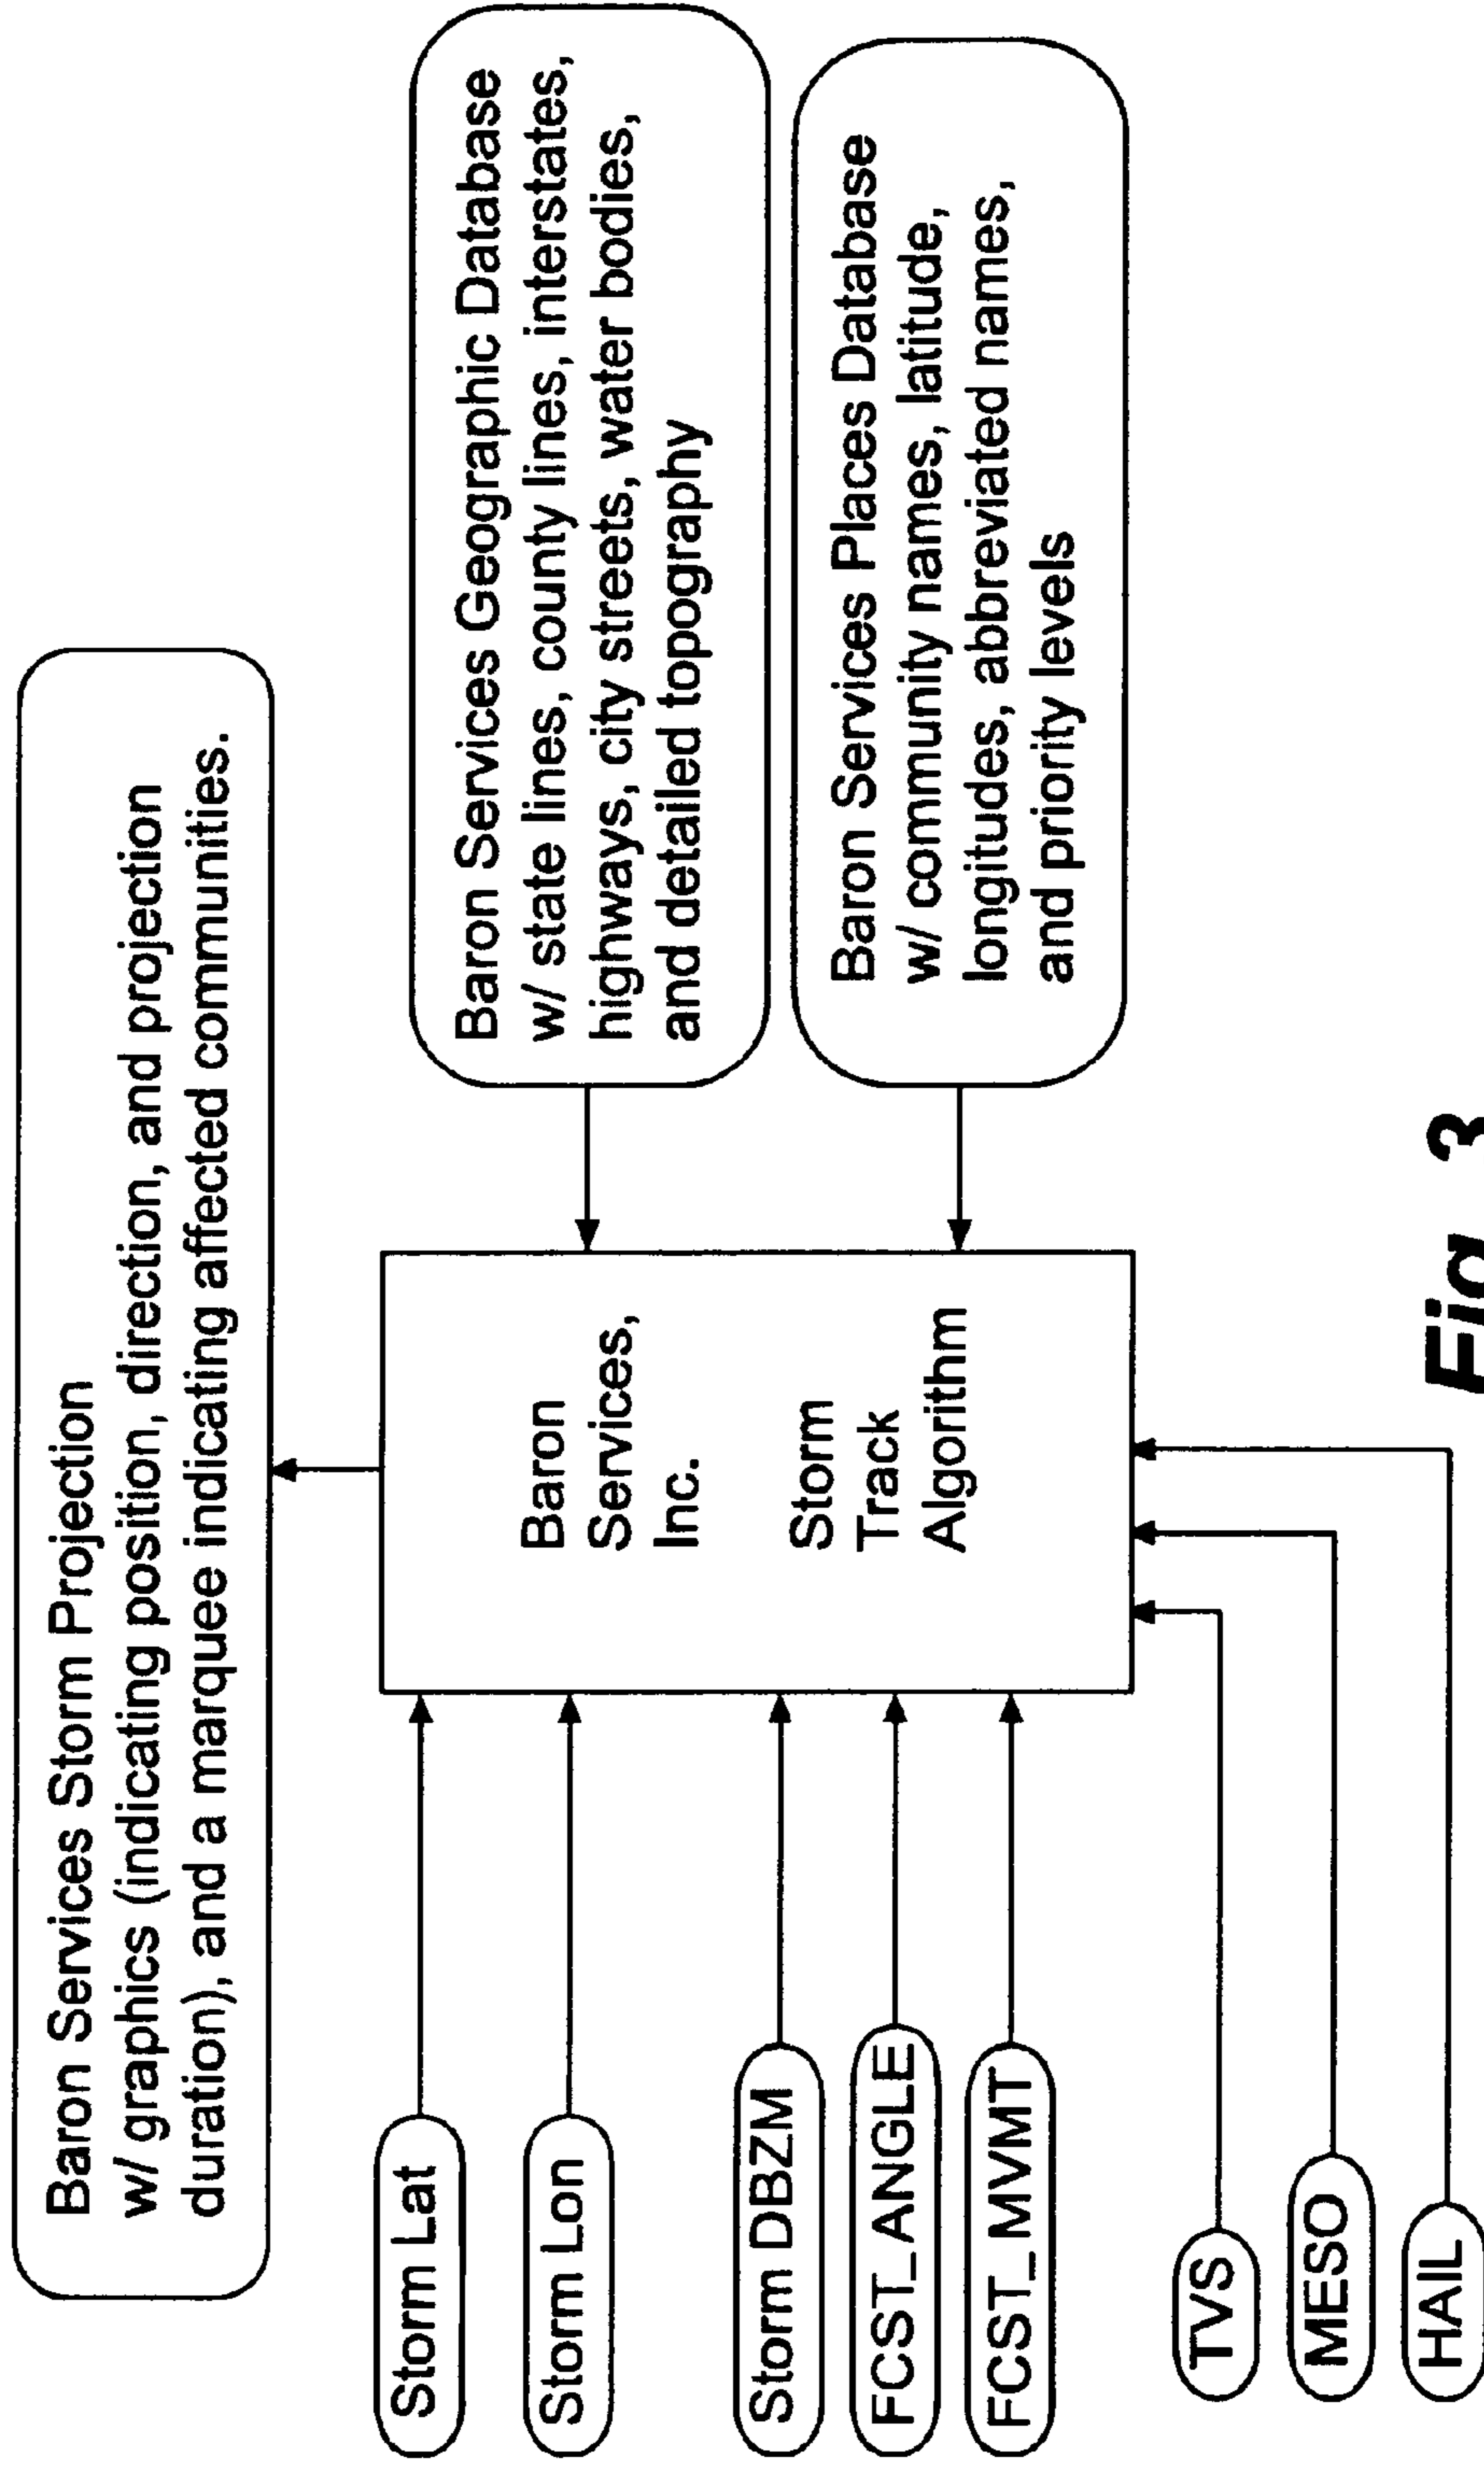 Baron Services Storm Projection
w/ graphics (indicating position, direction, and projection
duration), and a marquee indicating affected communities.
Storm Lat
Storm Lon
Storm DBZM
FCST_ANGLE
FCST_MVMT
TVS
MESO
HAIL
Baron
Services,
Inc.
Storm
Track
Algorithm
Baron Services Geographic Database
w/ state lines, county lines, interstates,
highways, city streets, water bodies,
and detailed topography
Baron Services Places Database
w/ community names, latitude,
longitudes, abbreviated names,
and priority levels
Fig. 3